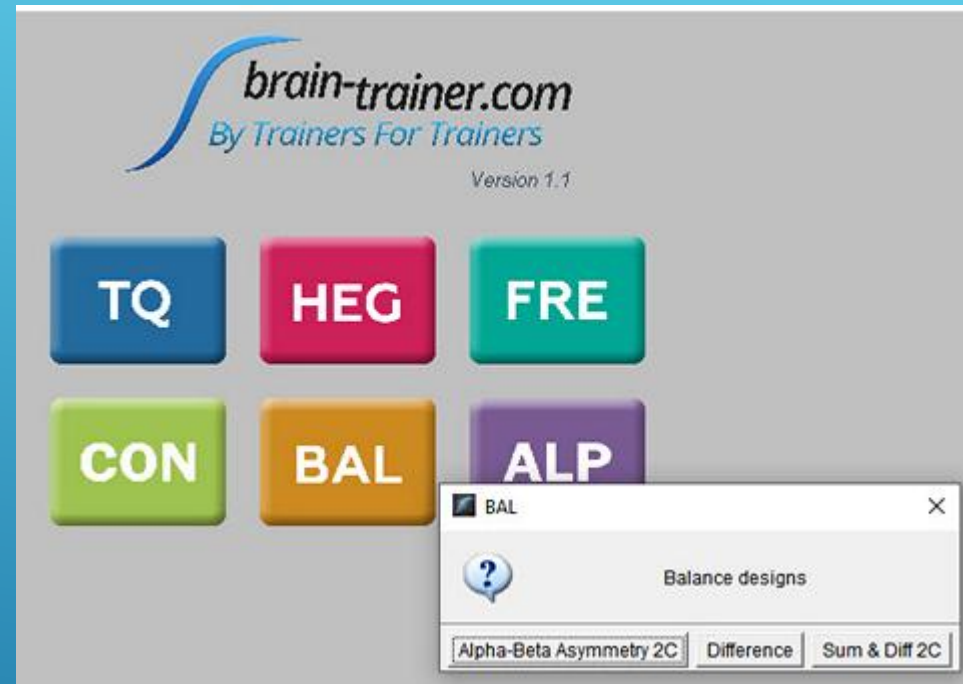 brain-trainer.com
By Trainers For Trainers
Version 1.1
TQ HEG FRE
CON BAL ALP
BAL
Balance designs
Alpha-Beta Asymmetry 2C Difference Sum & Diff 2C